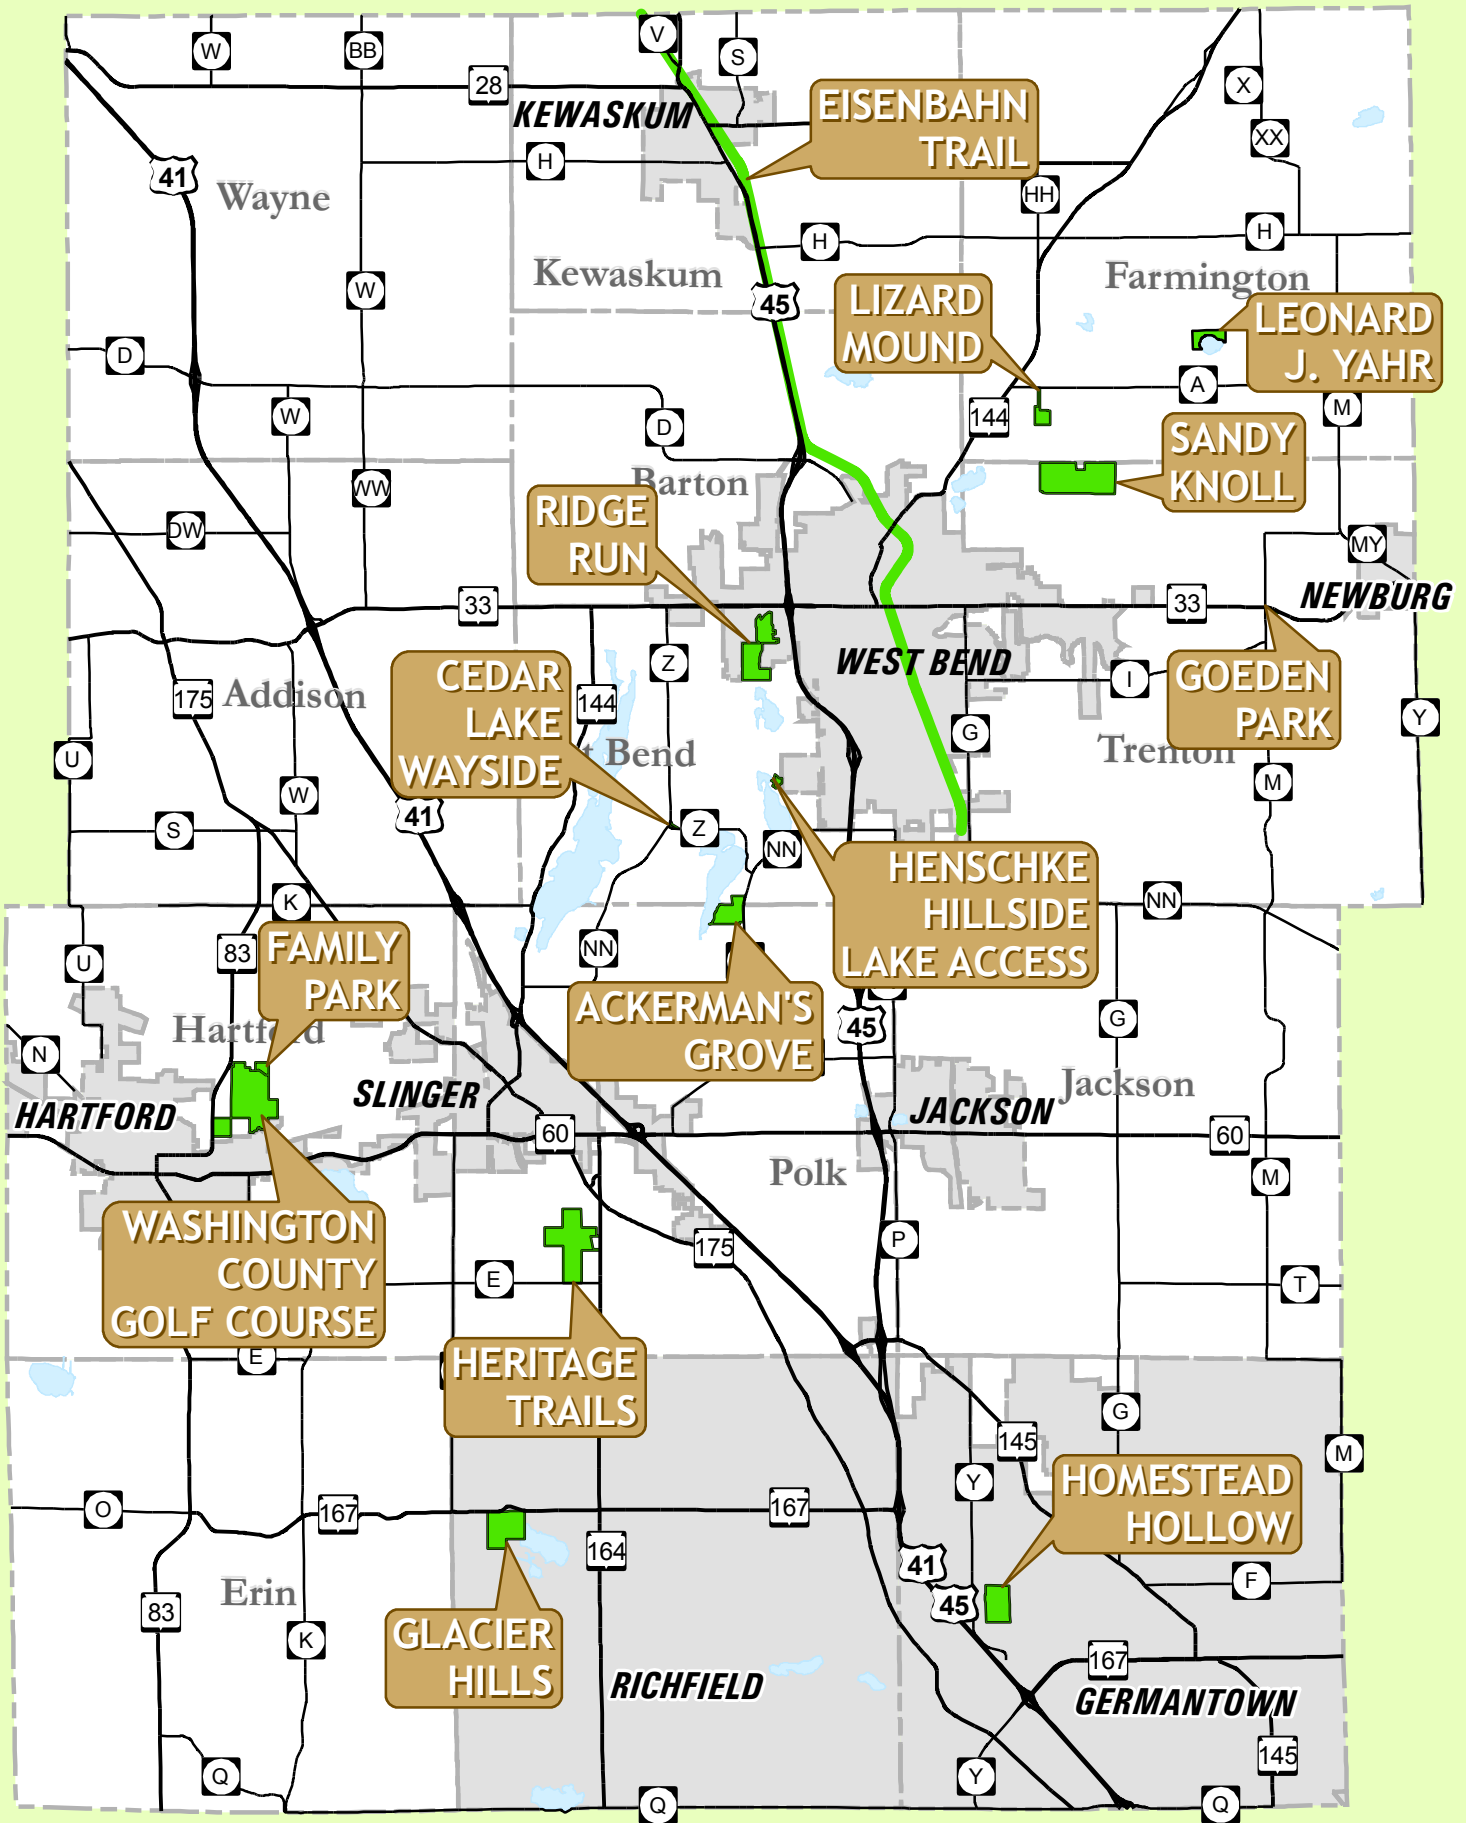 V
W
BB
S
28
X
KEWASKUM
EISENBAHN
TRAIL
XX
H
41
Wayne
HH
H
H
Kewaskum
Farmington
W
45
LIZARD
MOUND
LEONARD
J. YAHR
D
A
W
D
144
M
SANDY
KNOLL
WW
Barton
RIDGE
RUN
DW
MY
NEWBURG
33
33
WEST BEND
CEDAR
LAKE
WAYSIDE
Z
I
GOEDEN
PARK
175
Addison
144
Y
G
t Bend
Trenton
U
W
M
41
S
Z
NN
HENSCHKE
HILLSIDE
LAKE ACCESS
K
NN
83
FAMILY
PARK
NN
U
ACKERMAN'S
GROVE
45
G
Hartford
N
SLINGER
Jackson
HARTFORD
JACKSON
60
60
Polk
M
WASHINGTON
COUNTY
GOLF COURSE
175
P
E
T
E
HERITAGE
TRAILS
G
145
M
HOMESTEAD
HOLLOW
Y
O
167
167
164
41
F
Erin
45
83
GLACIER
HILLS
K
167
RICHFIELD
GERMANTOWN
145
Q
Y
Q
Q